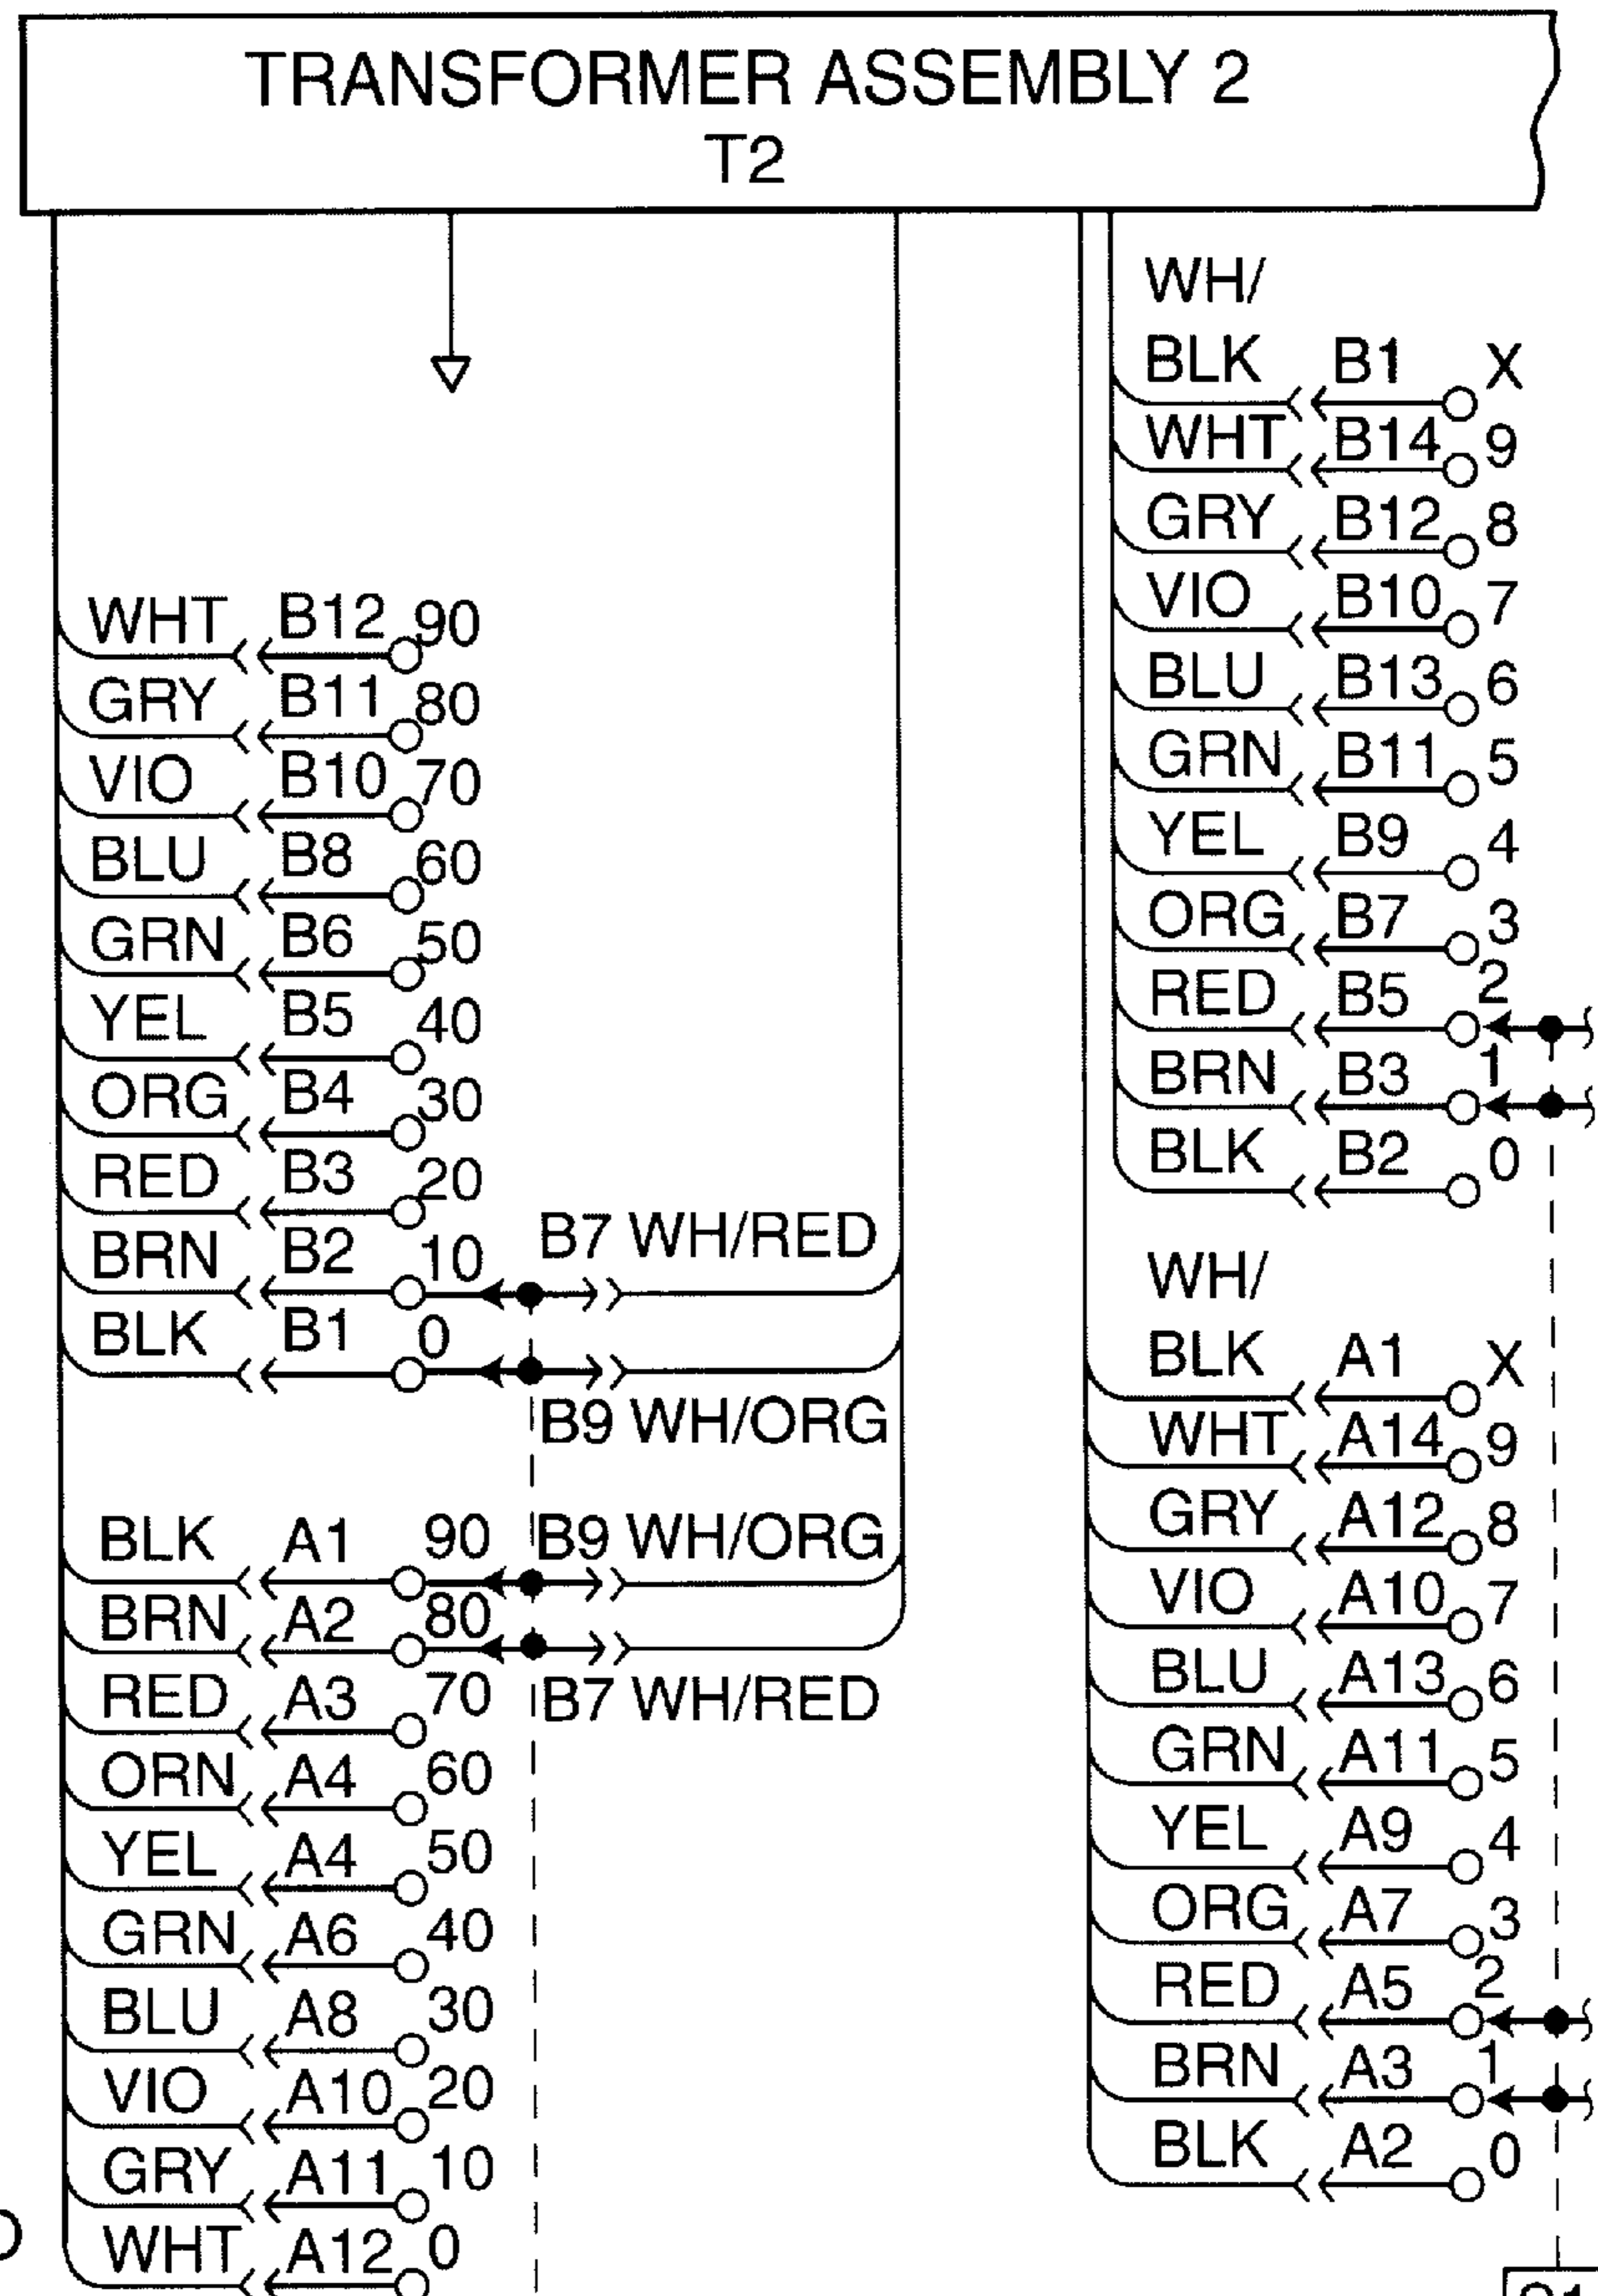 TRANSFORMER ASSEMBLY 2
T2
WHT B12 90
GRY B11 80
VIO B10 70
BLU B8 60
GRN B6 50
YEL B5 40
ORG B4 30
RED B3 20
BRN B2 10 B7 WH/RED
BLK B1 0
B9 WH/ORG
BLK A1 90 B9 WH/ORG
BRN A2 80
RED A3 70 B7 WH/RED
ORN A4 60
YEL A4 50
GRN A6 40
BLU A8 30
VIO A10 20
GRY A11 10
WHT A12 0
WH/
BLK B1 X
WHT B14 9
GRY B12 8
VIO B10 7
BLU B13 6
GRN B11 5
YEL B9 4
ORG B7 3
RED B5 2
BRN B3 1
BLK B2 0
WH/
BLK A1 X
WHT A14 9
GRY A12 8
VIO A10 7
BLU A13 6
GRN A11 5
YEL A9 4
ORG A7 3
RED A5 2
BRN A3 1
BLK A2 0